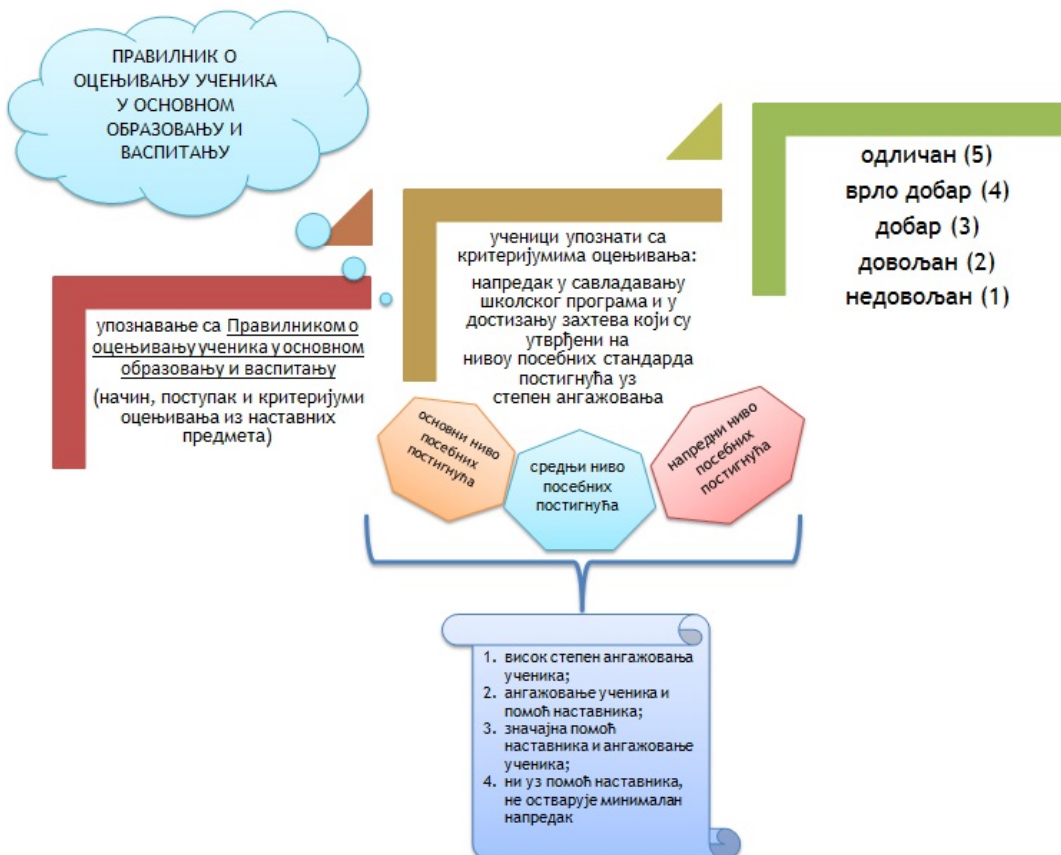 ПРАВИЛНИК О
ОЦЕЊИВАЊУ УЧЕНИКА
У ОСНОВНОМ
ОБРАЗОВАЊУ И
ВАСПИТАЊУ
упознавање са Правилником о
оцењивању ученика у основном
образовању и васпитању
(начин, поступак и критеријуми
оцењивања из наставних
предмета)
ученици упознати са
критеријумима оцењивања:
напредак у савладавању
школског програма и у
достизању захтева који су
утврђени на
нивоу посебних стандарда
постигнућа уз
степен ангажовања
одличан (5)
врло добар (4)
добар (3)
довољан (2)
недовољан (1)
основни ниво
посебних
постигнућа
средњи ниво
посебних
постигнућа
напредни ниво
посебних
постигнућа
1. висок степен ангажовања
ученика;
2. ангажовање ученика и
помоћ наставника;
3. значајна помоћ
наставника и ангажовање
ученика;
4. ни уз помоћ наставника,
не остварује минималан
напредак